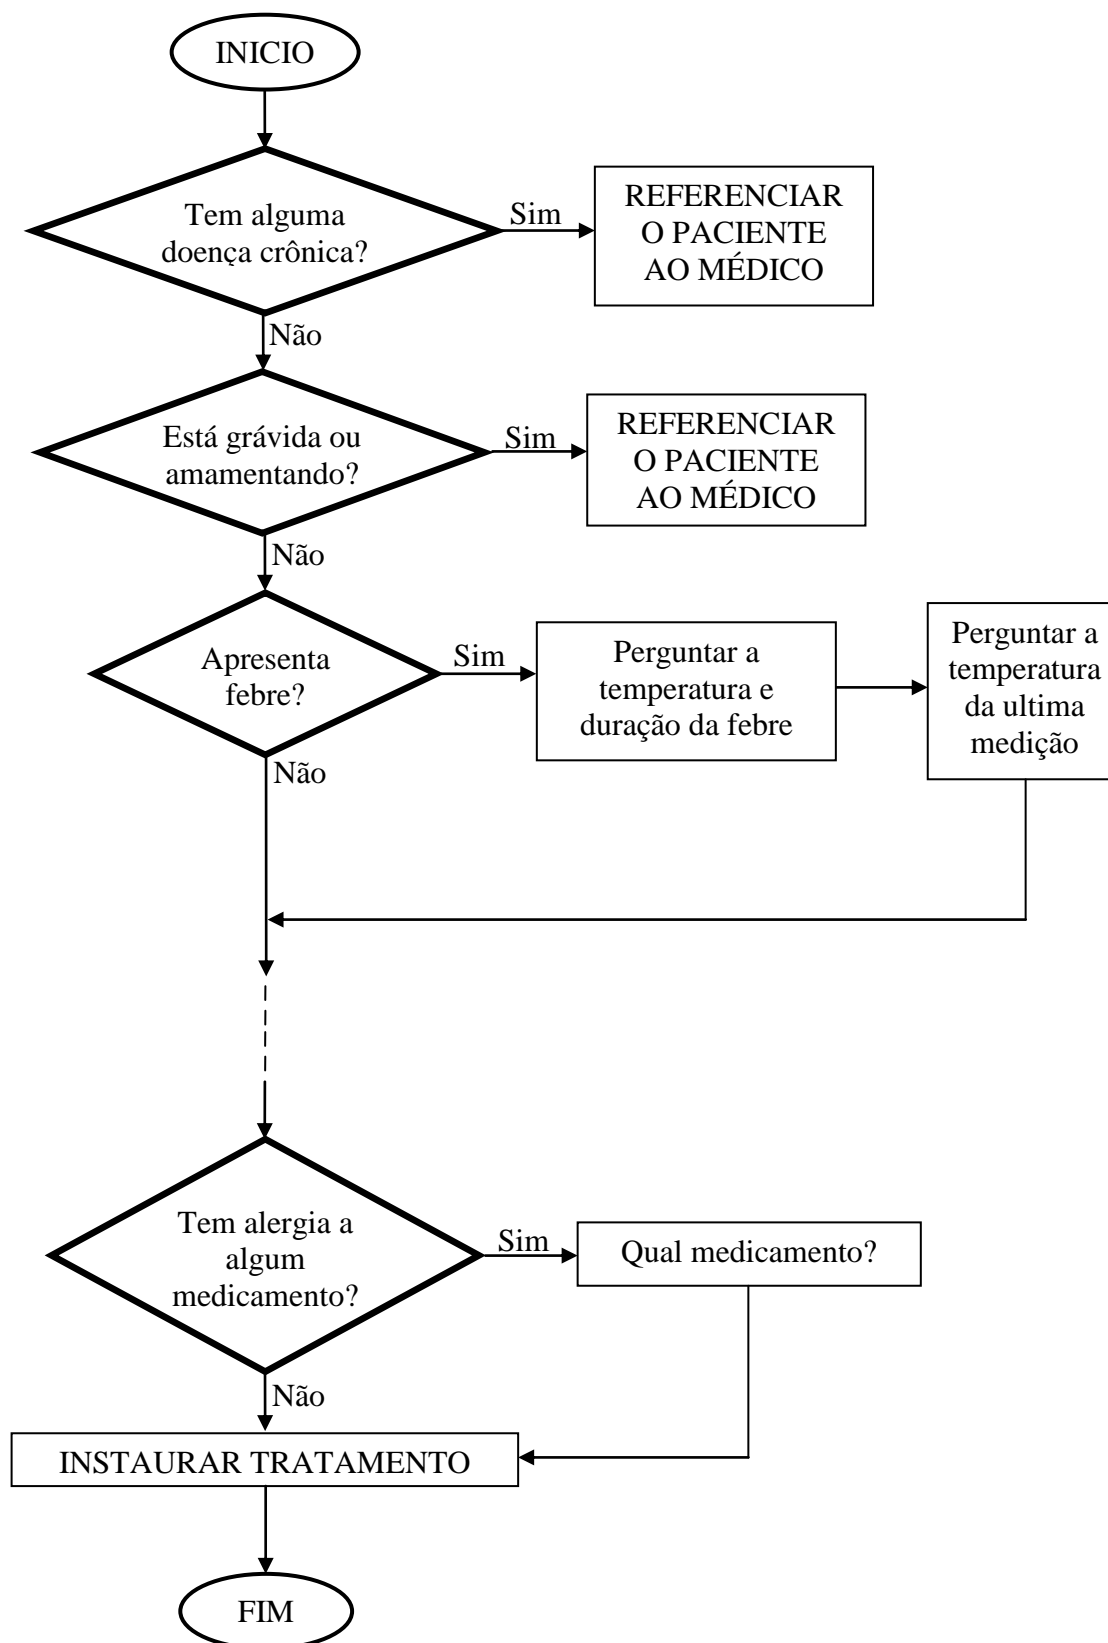 INICIO
Tem alguma
doença crônica?
Sim
REFERENCIAR
O PACIENTE
AO MÉDICO
Não
Está grávida ou
amamentando?
Sim
REFERENCIAR
O PACIENTE
AO MÉDICO
Não
Apresenta
febre?
Sim
Perguntar a
temperatura e
duração da febre
Perguntar a
temperatura
da ultima
medição
Não
Tem alergia a
algum
medicamento?
Sim
Qual medicamento?
Não
INSTAURAR TRATAMENTO
FIM